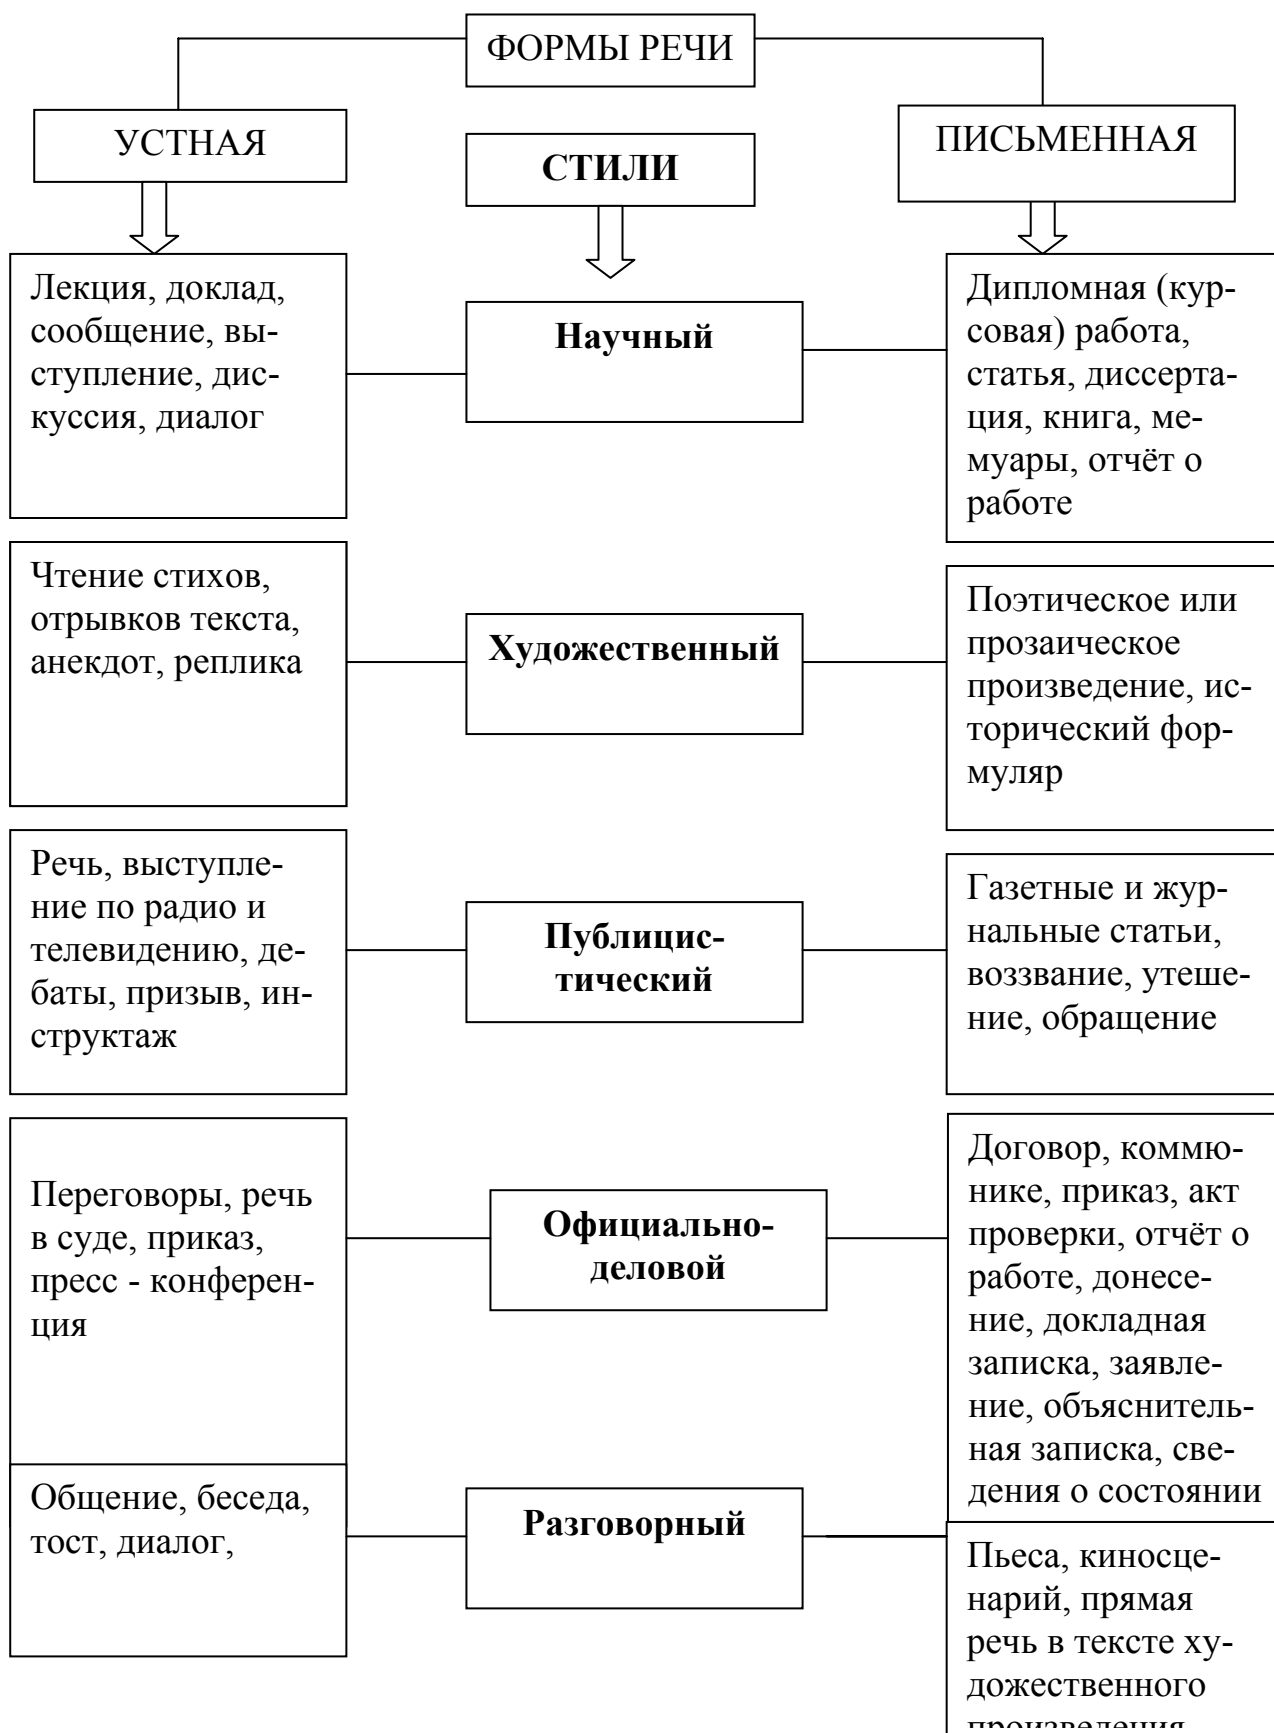 ФОРМЫ РЕЧИ
УСТНАЯ
СТИЛИ
ПИСЬМЕННАЯ
Лекция, доклад,
сообщение, вы-
ступление, дис-
куссия, диалог
Научный
Дипломная (кур-
совая) работа,
статья, диссерта-
ция, книга, ме-
муары, отчёт о
работе
Чтение стихов,
отрывков текста,
анекдот, реплика
Художественный
Поэтическое или
прозаическое
произведение, ис-
торический фор-
муляр
Речь, выступле-
ние по радио и
телевидению, де-
баты, призыв, ин-
структаж
Публицис-
тический
Газетные и жур-
нальные статьи,
воззвание, утеше-
ние, обращение
Переговоры, речь
в суде, приказ,
пресс - конферен-
ция
Официально-
деловой
Договор, коммю-
нике, приказ, акт
проверки, отчёт о
работе, донесе-
ние, докладная
записка, заявле-
ние, объяснитель-
ная записка, све-
дения о состоянии
Общение, беседа,
тост, диалог,
Разговорный
Пьеса, киносце-
нарий, прямая
речь в тексте ху-
дожественного
произведения